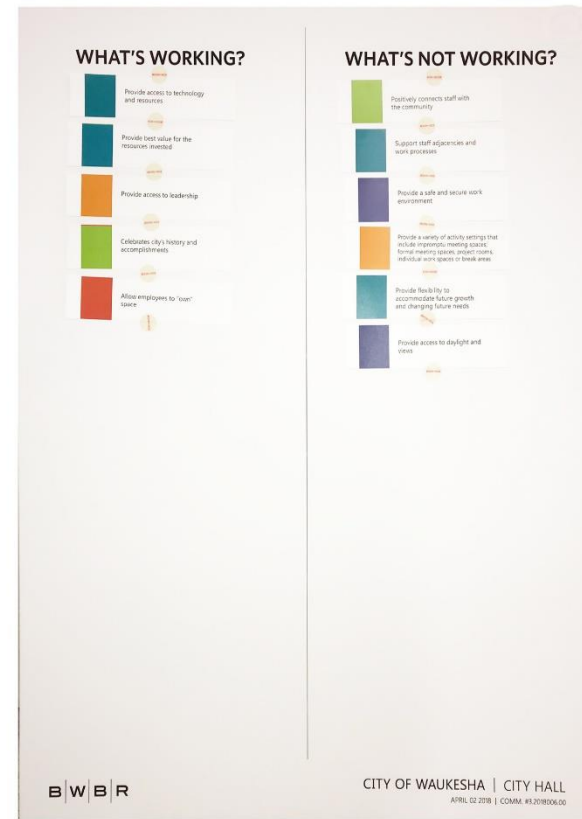 WHAT'S WORKING?
Provide access to technology
and resources
Provide best value for the
resources invested
Provide access to leadership
Celebrates city's history and
accomplishments
Allow employees to "own"
space
WHAT'S NOT WORKING?
Positively connects staff with
the community
Support staff adjacencies and
work processes
Provide a safe and secure work
environment
Provide a variety of activity settings that
include impromptu meeting spaces,
formal meeting spaces, project rooms,
individual work spaces or break areas
Provide flexibility to
accommodate future growth
and changing future needs
Provide access to daylight and
views
B|W|B|R
CITY OF WAUKESHA | CITY HALL
APRIL 02 2018 | COMM. #3.2018006.00